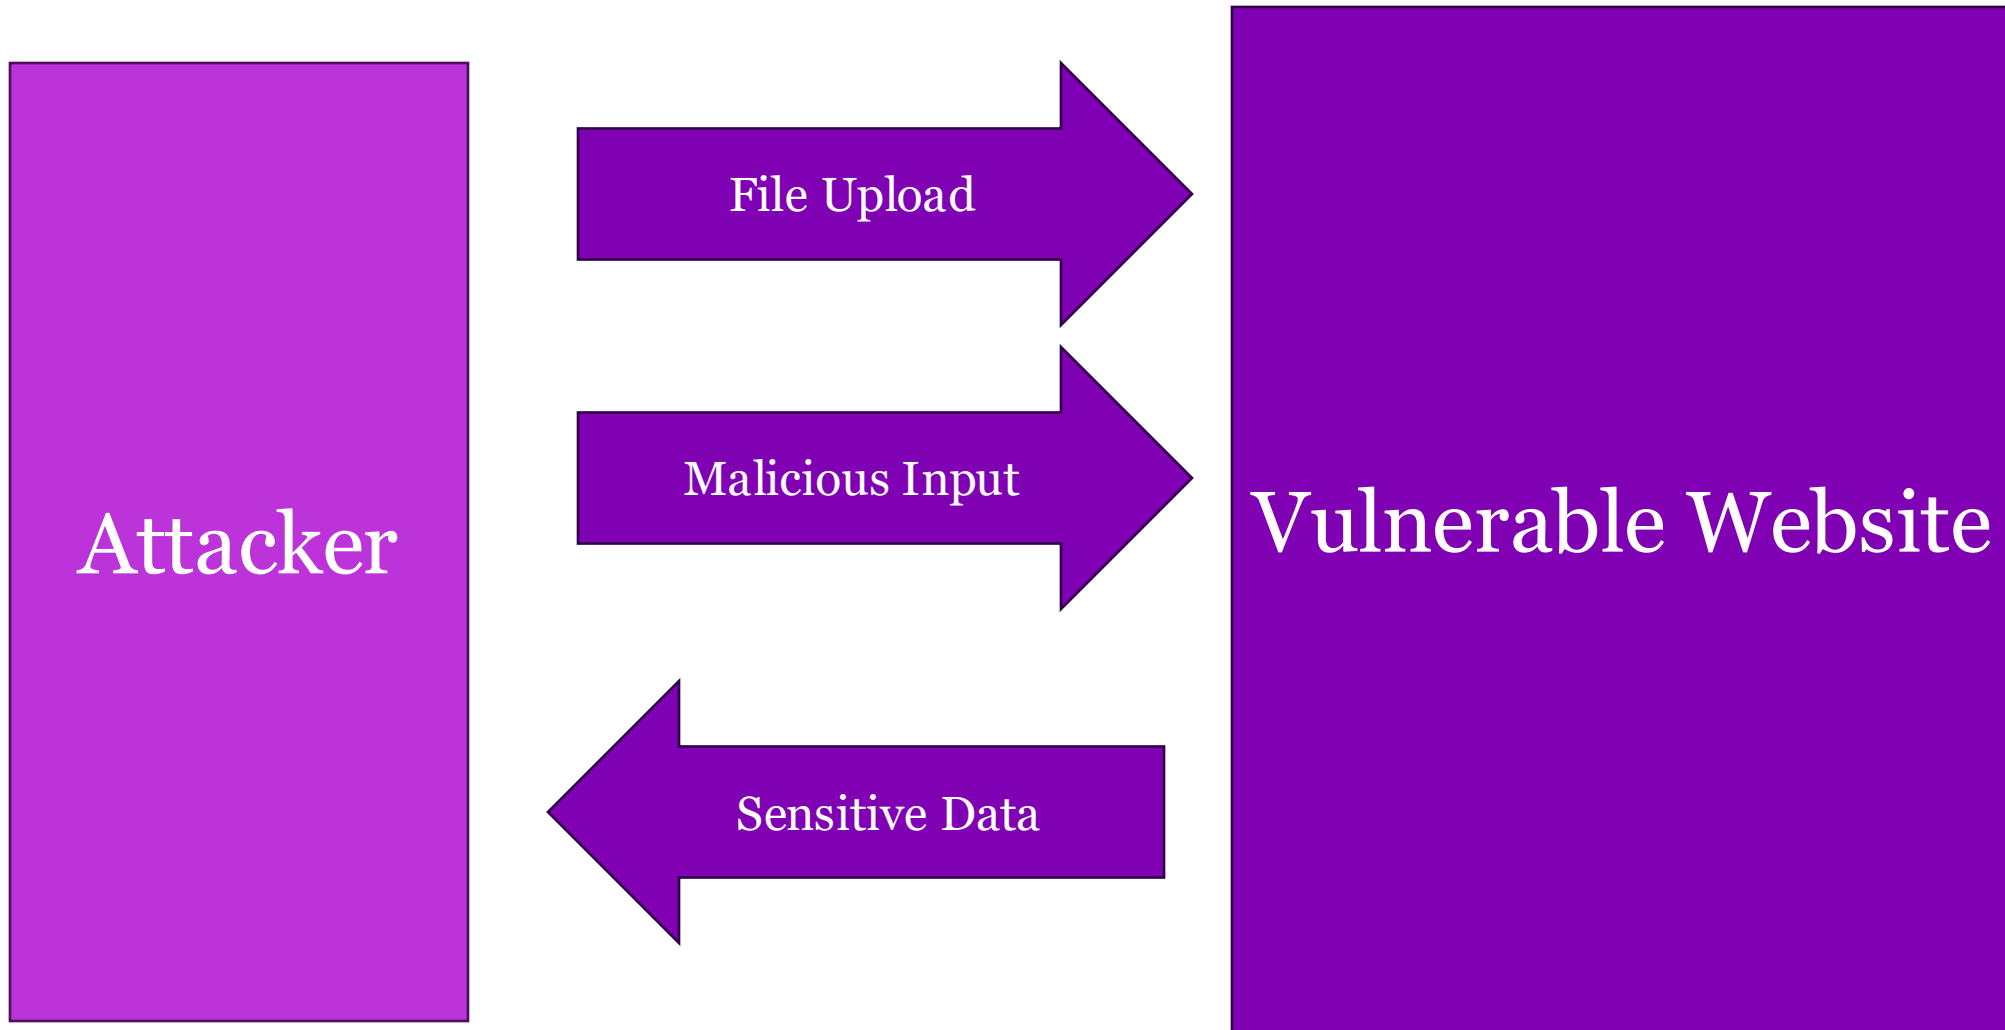 File Upload
Malicious Input
Attacker
Vulnerable Website
Sensitive Data